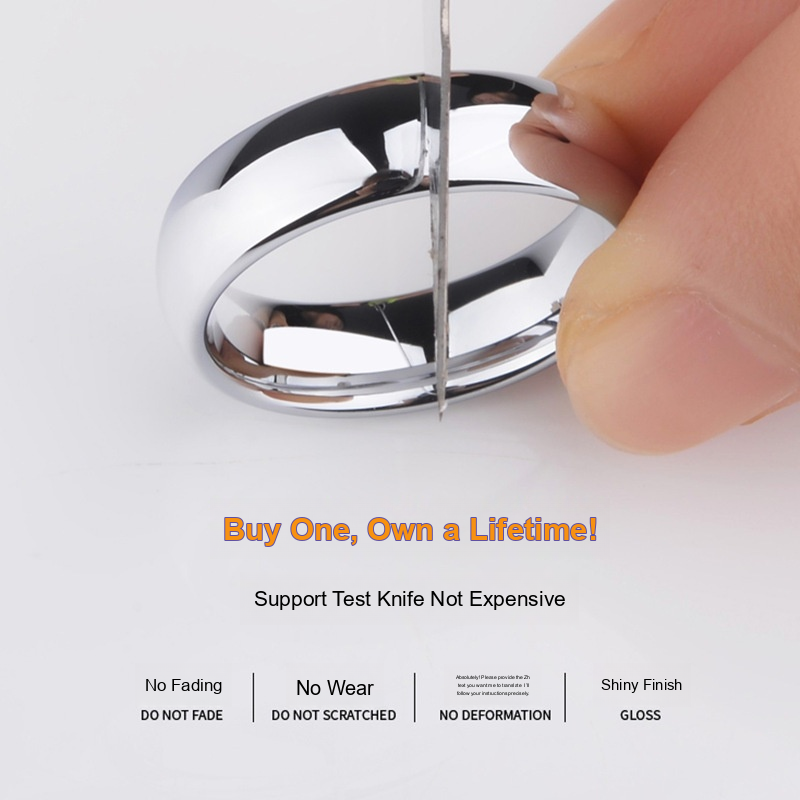 Buy One, Own a Lifetime!
Support Test Knife Not Expensive
No Fading
No Wear
Absolutely! Please provide the Zh
text you want me to translate. I'll
follow your instructions precisely.
Shiny Finish
DO NOT FADE
DO NOT SCRATCHED
NO DEFORMATION
GLOSS